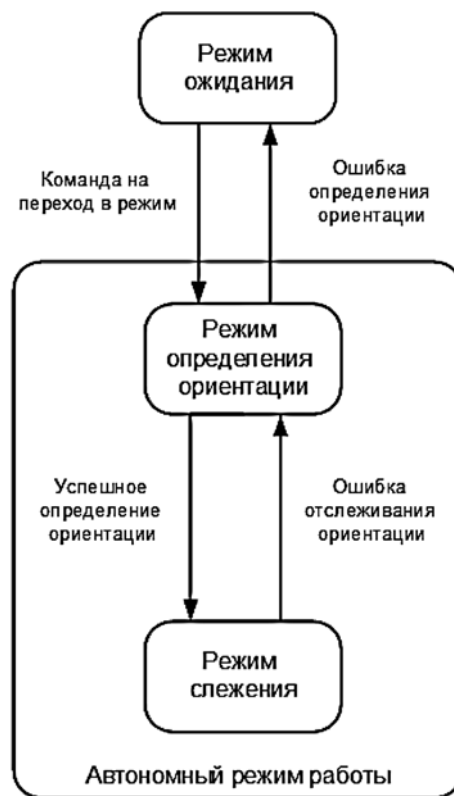 Режим
ожидания
Команда на
переход в режим
Ошибка
определения
ориентации
Режим
определения
ориентации
Успешное
определение
ориентации
Ошибка
отслеживания
ориентации
Режим
слежения
Автономный режим работы